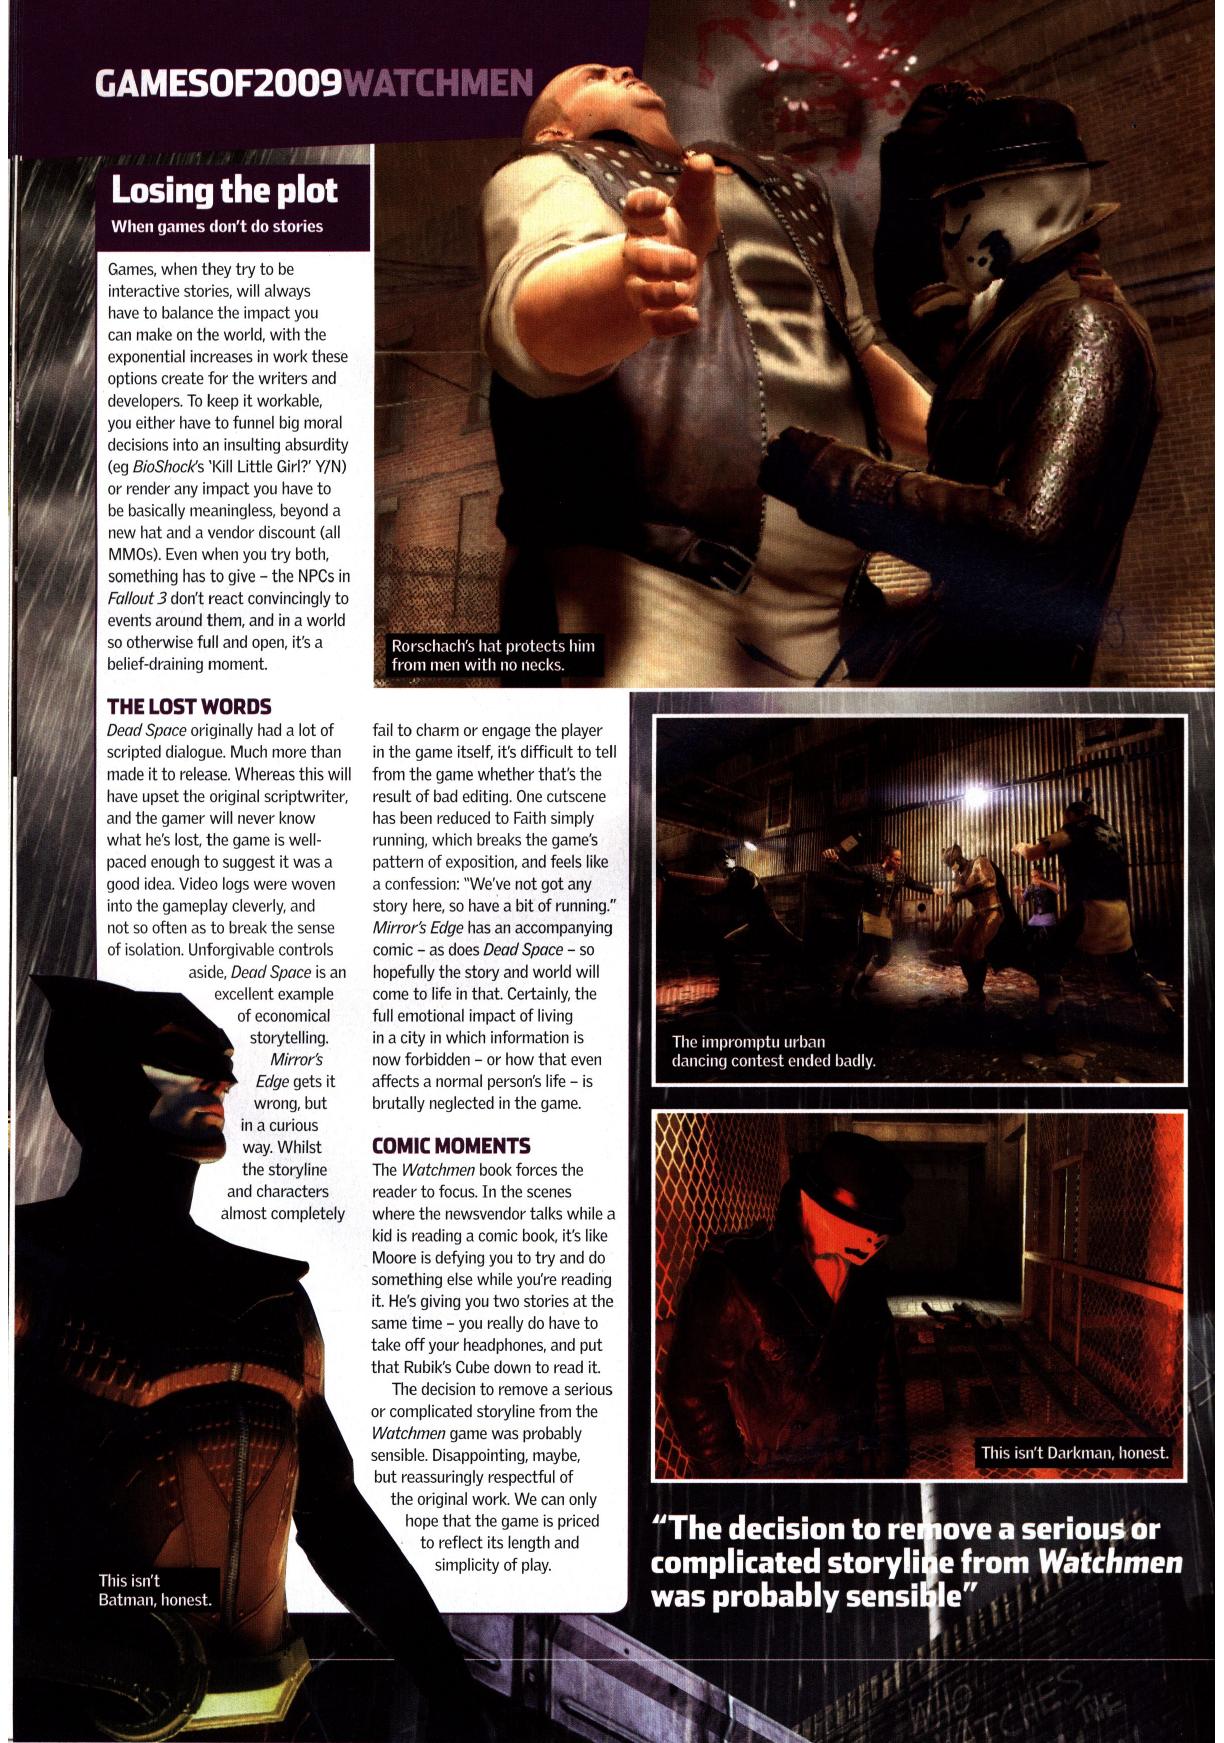 GAMESOF2009WATCHMEN
Losing the plot
When games don't do stories
Games, when they try to be
interactive stories, will always
have to balance the impact you
can make on the world, with the
exponential increases in work these
options create for the writers and
developers. To keep it workable,
you either have to funnel big moral
decisions into an insulting absurdity
(eg BioShock's 'Kill Little Girl?' Y/N)
or render any impact you have to
be basically meaningless, beyond a
new hat and a vendor discount (all
MMOs). Even when you try both,
something has to give – the NPCs in
Fallout 3 don't react convincingly to
events around them, and in a world
so otherwise full and open, it's a
belief-draining moment.
Rorschach's hat protects him
from men with no necks.
THE LOST WORDS
Dead Space originally had a lot of
scripted dialogue. Much more than
made it to release. Whereas this will
have upset the original scriptwriter,
and the gamer will never know
what he's lost, the game is well-
paced enough to suggest it was a
good idea. Video logs were woven
into the gameplay cleverly, and
not so often as to break the sense
of isolation. Unforgivable controls
aside, Dead Space is an
excellent example
of economical
storytelling.
Mirror's
Edge gets it
wrong, but
in a curious
way. Whilst
the storyline
and characters
almost completely
fail to charm or engage the player
in the game itself, it's difficult to tell
from the game whether that's the
result of bad editing. One cutscene
has been reduced to Faith simply
running, which breaks the game's
pattern of exposition, and feels like
a confession: "We've not got any
story here, so have a bit of running."
Mirror's Edge has an accompanying
comic – as does Dead Space – so
hopefully the story and world will
come to life in that. Certainly, the
full emotional impact of living
in a city in which information is
now forbidden – or how that even
affects a normal person's life – is
brutally neglected in the game.
COMIC MOMENTS
The Watchmen book forces the
reader to focus. In the scenes
where the newsvendor talks while a
kid is reading a comic book, it's like
Moore is defying you to try and do
something else while you're reading
it. He's giving you two stories at the
same time – you really do have to
take off your headphones, and put
that Rubik's Cube down to read it.
The decision to remove a serious
or complicated storyline from the
Watchmen game was probably
sensible. Disappointing, maybe,
but reassuringly respectful of
the original work. We can only
hope that the game is priced
to reflect its length and
simplicity of play.
The impromptu urban
dancing contest ended badly.
This isn't Darkman, honest.
"The decision to remove a serious or
complicated storyline from Watchmen
was probably sensible"
This isn't
Batman, honest.
WHO
WATCHES THE